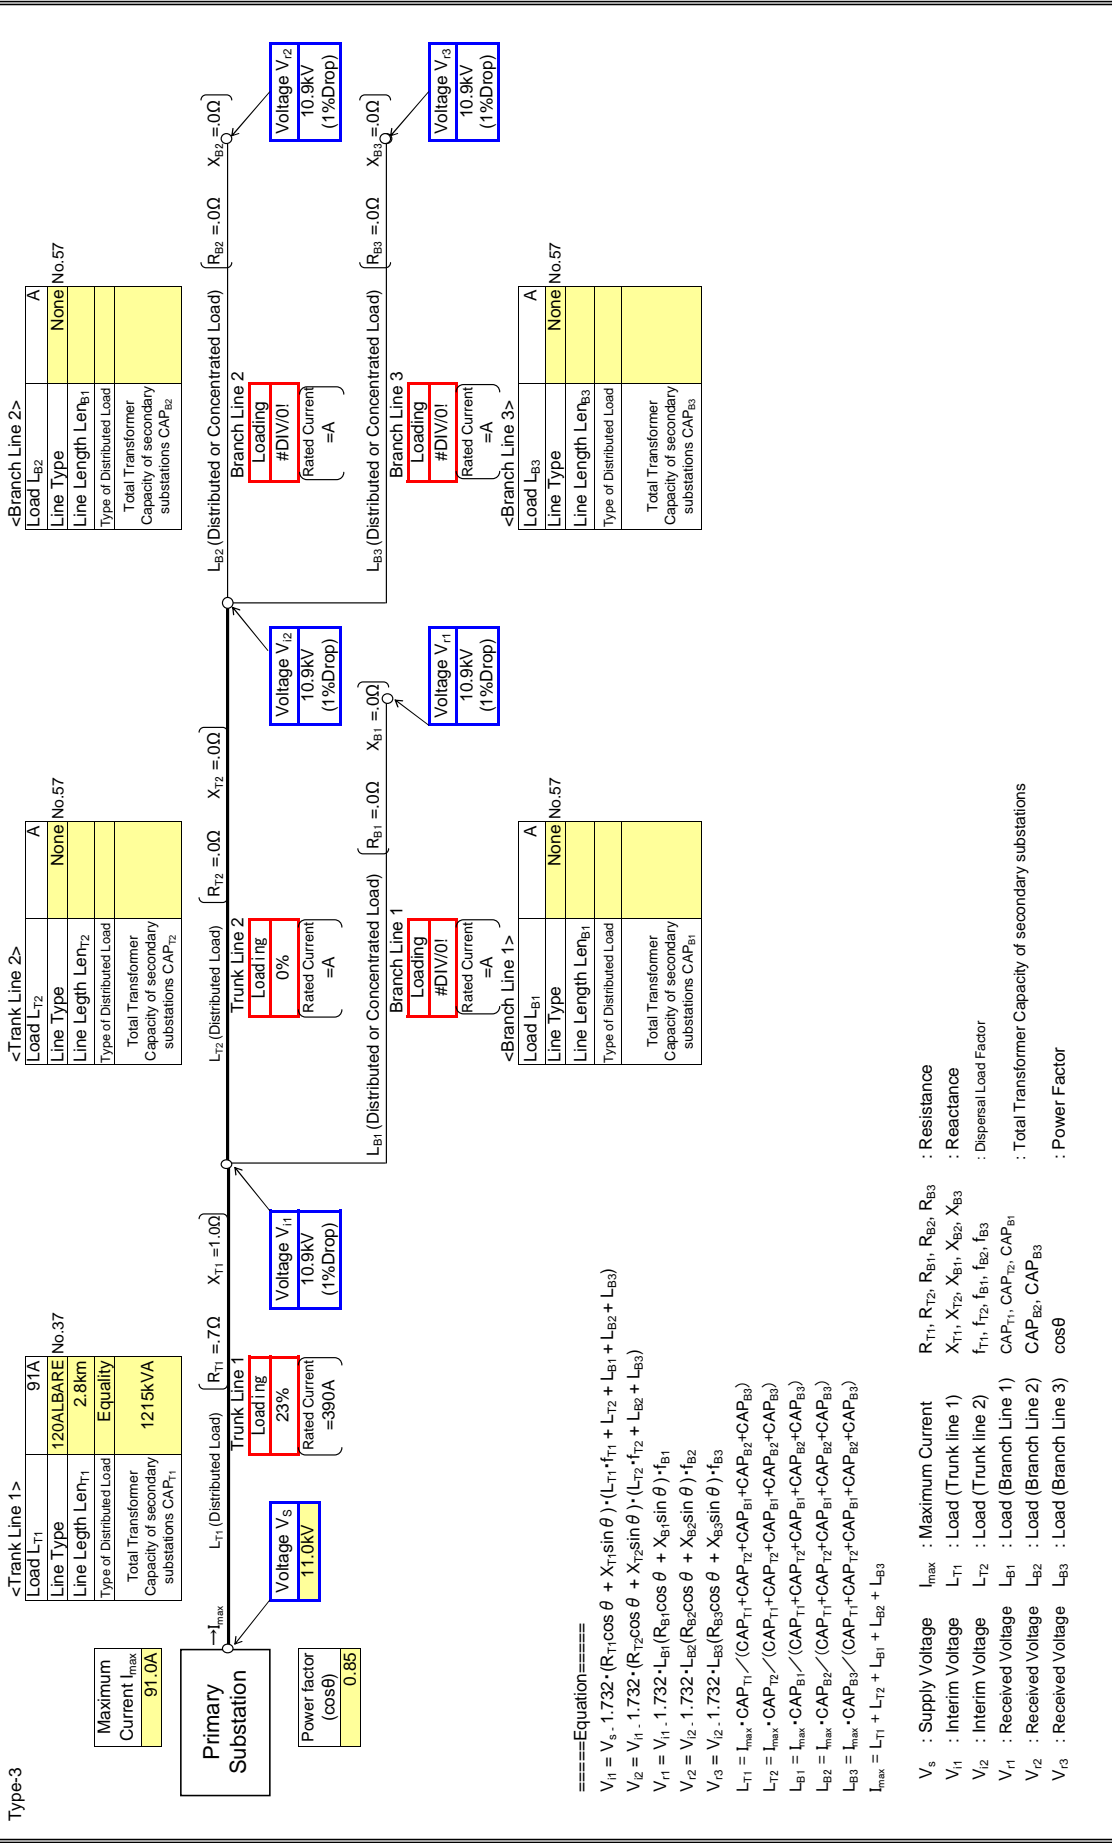 Type-3
Maximum
Current Imax
91.0A
<Trank Line 1>
Load LT1 91A
Line Type 120ALBARE No.37
Line Legth LenT1 2.8km
Type of Distributed Load Equality
Total Transformer
Capacity of secondary
substations CAPT1
1215kVA
<Trank Line 2>
Load LT2 A
Line Type None No.57
Line Length LenT2
Type of Distributed Load
Total Transformer
Capacity of secondary
substations CAPT2
<Branch Line 2>
Load LB2 A
Line Type None No.57
Line Length LenB1
Type of Distributed Load
Total Transformer
Capacity of secondary
substations CAPB2
Primary
Substation
→Imax
LT1 (Distributed Load)
RT1 =.7Ω XT1 =1.0Ω
LT2 (Distributed Load)
RT2 =.0Ω XT2 =.0Ω
LB2 (Distributed or Concentrated Load)
RB2 =.0Ω XB2 =.0Ω
Voltage VS
11.0kV
Trunk Line 1
Loading
23%
Rated Current
=390A
Voltage Vi1
10.9kV
(1%Drop)
Trunk Line 2
Loading
0%
Rated Current
=A
Voltage Vi2
10.9kV
(1%Drop)
Branch Line 2
Loading
#DIV/0!
Rated Current
=A
Voltage Vr2
10.9kV
(1%Drop)
Power factor
(cosθ)
0.85
LB1 (Distributed or Concentrated Load)
RB1 =.0Ω XB1 =.0Ω
LB3 (Distributed or Concentrated Load)
RB3 =.0Ω XB3 =.0Ω
Branch Line 1
Loading
#DIV/0!
Rated Current
=A
Voltage Vr1
10.9kV
(1%Drop)
Branch Line 3
Loading
#DIV/0!
Rated Current
=A
Voltage Vr3
10.9kV
(1%Drop)
<Branch Line 1>
Load LB1 A
Line Type None No.57
Line Length LenB1
Type of Distributed Load
Total Transformer
Capacity of secondary
substations CAPB1
<Branch Line 3>
Load LB3 A
Line Type None No.57
Line Length LenB3
Type of Distributed Load
Total Transformer
Capacity of secondary
substations CAPB3
=====Equation=====
Vi1 = Vs - 1.732・(RT1cos θ + XT1sin θ)・(LT1・fT1 + LT2 + LB1 + LB2 + LB3)
Vi2 = Vi1 - 1.732・(RT2cos θ + XT2sin θ)・(LT2・fT2 + LB2 + LB3)
Vr1 = Vi1 - 1.732・LB1(RB1cos θ + XB1sin θ)・fB1
Vr2 = Vi2 - 1.732・LB2(RB2cos θ + XB2sin θ)・fB2
Vr3 = Vi2 - 1.732・LB3(RB3cos θ + XB3sin θ)・fB3
LT1 = Imax・CAPT1／(CAPT1+CAPT2+CAPB1+CAPB2+CAPB3)
LT2 = Imax・CAPT2／(CAPT1+CAPT2+CAPB1+CAPB2+CAPB3)
LB1 = Imax・CAPB1／(CAPT1+CAPT2+CAPB1+CAPB2+CAPB3)
LB2 = Imax・CAPB2／(CAPT1+CAPT2+CAPB1+CAPB2+CAPB3)
LB3 = Imax・CAPB3／(CAPT1+CAPT2+CAPB1+CAPB2+CAPB3)
Imax = LT1 + LT2 + LB1 + LB2 + LB3
Vs : Supply Voltage Imax : Maximum Current RT1, RT2, RB1, RB2, RB3 : Resistance
Vi1 : Interim Voltage LT1 : Load (Trunk line 1) XT1, XT2, XB1, XB2, XB3 : Reactance
Vi2 : Interim Voltage LT2 : Load (Trunk line 2) fT1, fT2, fB1, fB2, fB3 : Dispersal Load Factor
Vr1 : Received Voltage LB1 : Load (Branch Line 1) CAPT1, CAPT2, CAPB1 : Total Transformer Capacity of secondary substations
Vr2 : Received Voltage LB2 : Load (Branch Line 2) CAPB2, CAPB3
Vr3 : Received Voltage LB3 : Load (Branch Line 3) cosθ : Power Factor